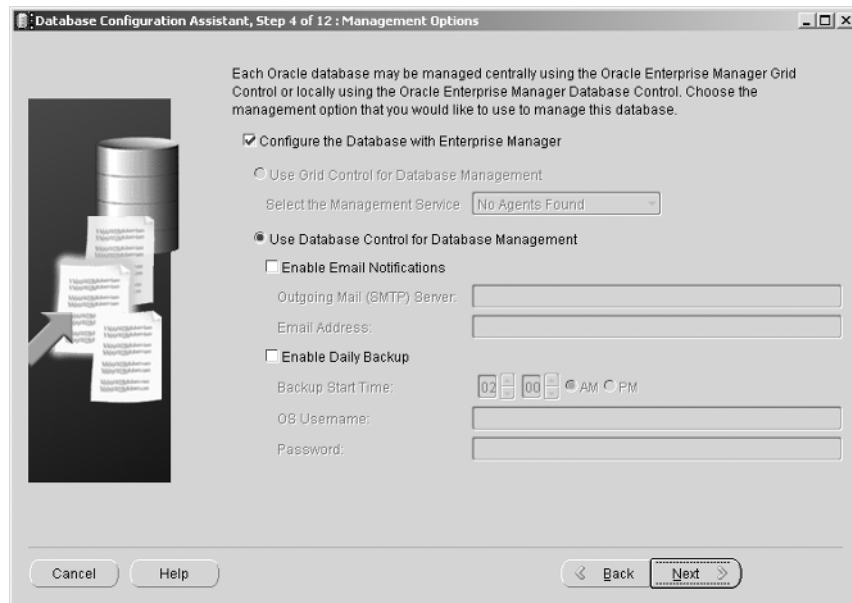 Database Configuration Assistant, Step 4 of 12 : Management Options
Each Oracle database may be managed centrally using the Oracle Enterprise Manager Grid
Control or locally using the Oracle Enterprise Manager Database Control. Choose the
management option that you would like to use to manage this database.
Configure the Database with Enterprise Manager
Use Grid Control for Database Management
Select the Management Service No Agents Found
Use Database Control for Database Management
Enable Email Notifications
Outgoing Mail (SMTP) Server:
Email Address:
Enable Daily Backup
Backup Start Time: 02 00 AM PM
OS Username:
Password:
Cancel Help Back Next